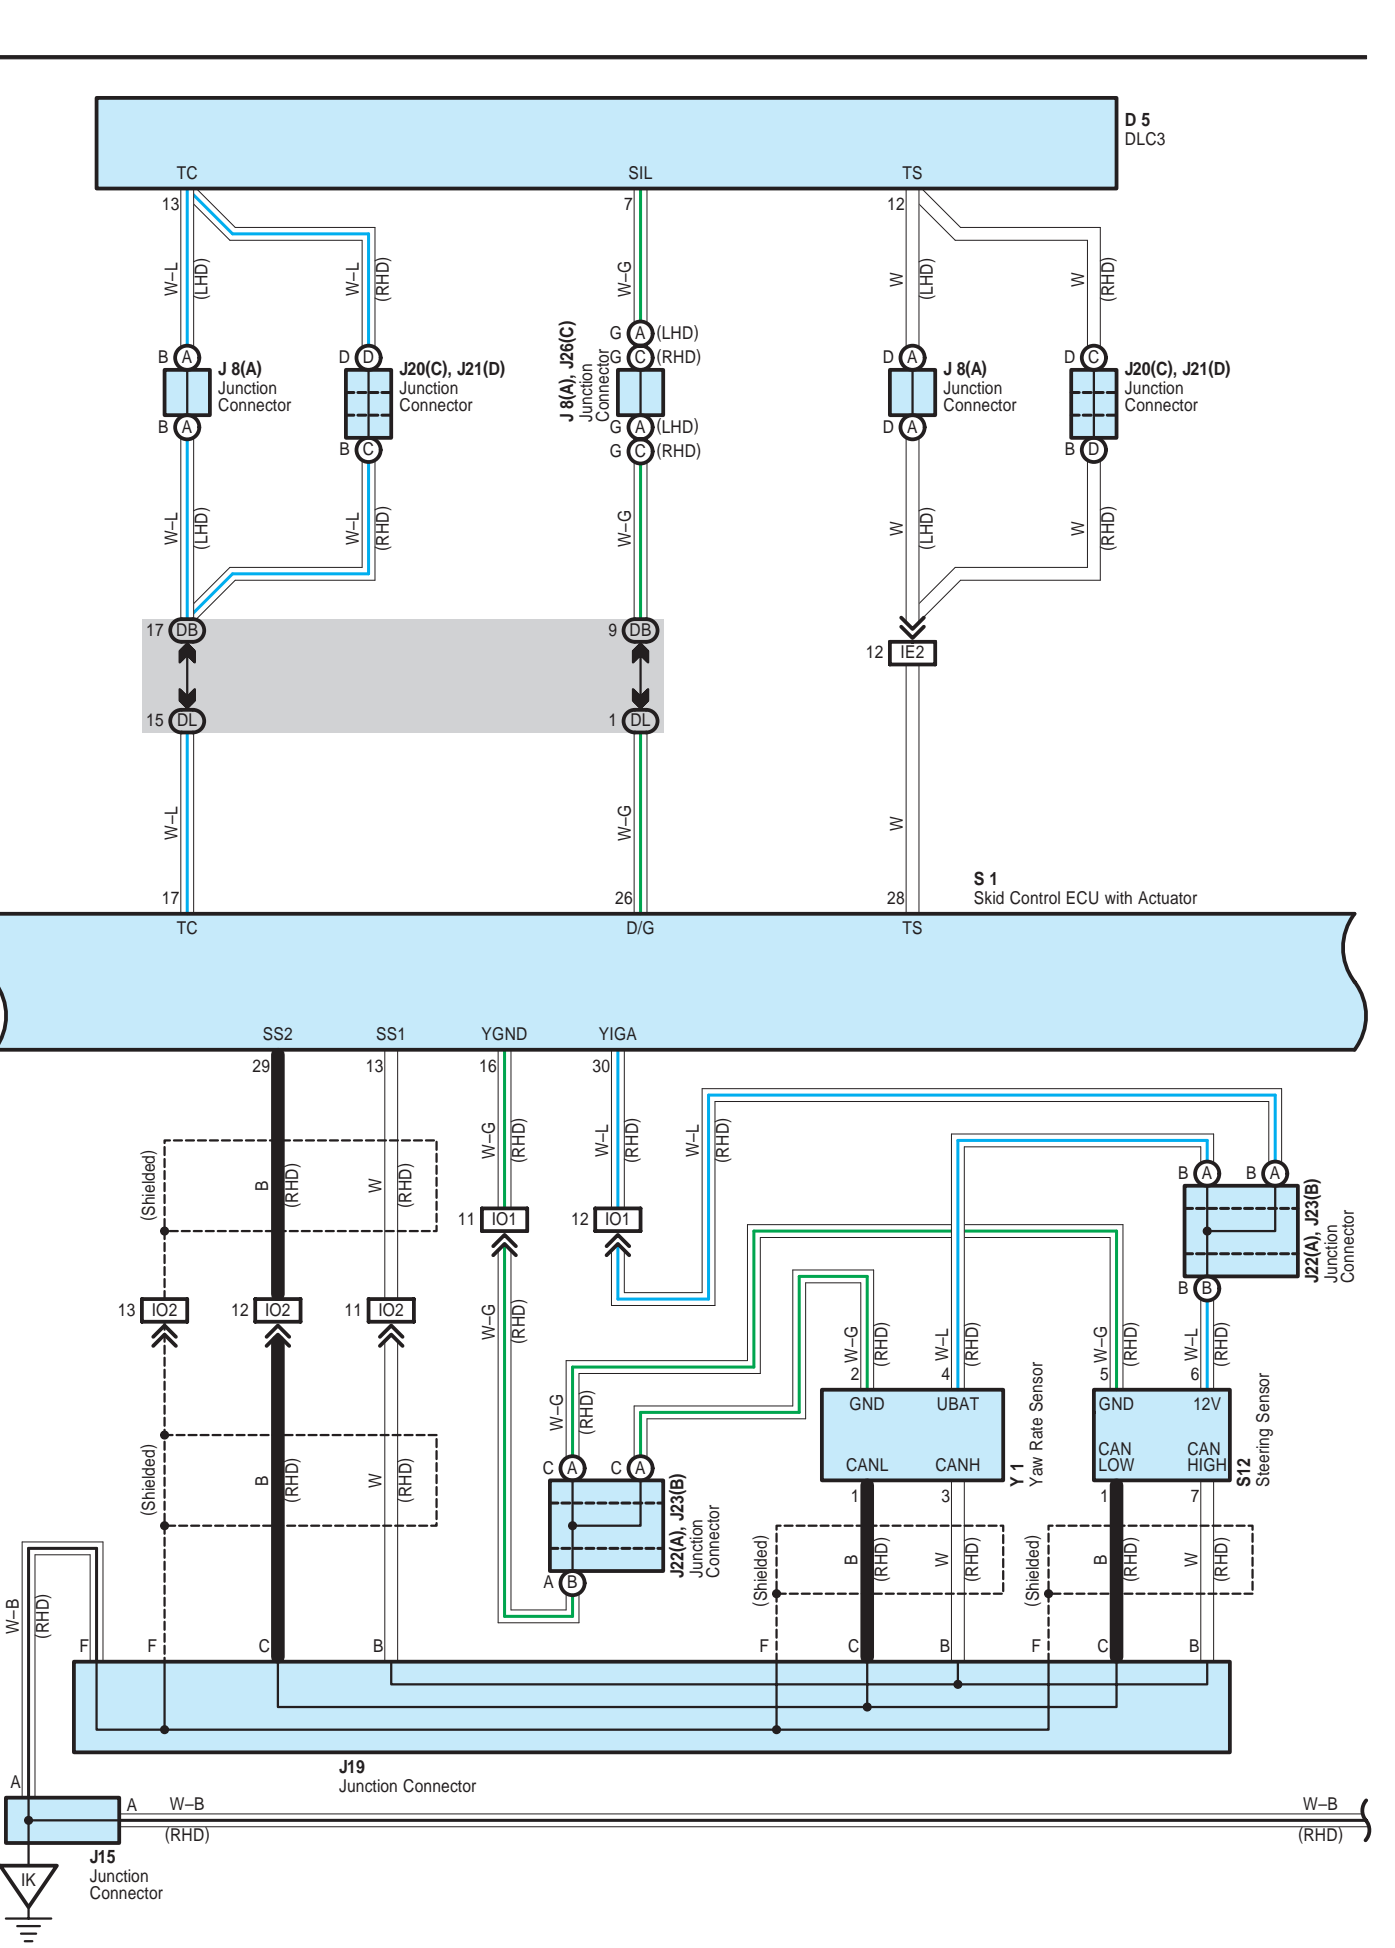 D 5
DLC3
TC
SIL
TS
13
7
12
W–L
(LHD)
W–L
(RHD)
W–G
W
(LHD)
W
(RHD)
G
A
(LHD)
G
C
(RHD)
B
A
D
D
D
A
D
C
J 8(A)
Junction
Connector
J20(C), J21(D)
Junction
Connector
J 8(A), J26(C)
Junction
Connector
J 8(A)
Junction
Connector
J20(C), J21(D)
Junction
Connector
B
A
G
A
(LHD)
D
A
B
C
G
C
(RHD)
B
D
W–L
(LHD)
W–L
(RHD)
W–G
W
(LHD)
W
(RHD)
17
DB
9
DB
12
IE2
15
DL
1
DL
W–L
W–G
W
S 1
Skid Control ECU with Actuator
17
26
28
TC
D/G
TS
SS2
SS1
YGND
YIGA
29
13
16
30
(Shielded)
B
(RHD)
W
(RHD)
W–G
(RHD)
W–L
(RHD)
W–L
(RHD)
B
A
B
A
J22(A), J23(B)
Junction
Connector
B
B
11
IO1
12
IO1
13
IO2
12
IO2
11
IO2
W–G
(RHD)
W–G
(RHD)
W–L
(RHD)
W–G
(RHD)
W–L
(RHD)
2
4
5
6
GND
UBAT
GND
12V
CANL
CANH
CAN
LOW
CAN
HIGH
Y 1
Yaw Rate Sensor
S12
Steering Sensor
1
3
1
7
W–G
(RHD)
C
A
C
A
J22(A), J23(B)
Junction
Connector
A
B
(Shielded)
B
(RHD)
W
(RHD)
(Shielded)
B
(RHD)
W
(RHD)
(Shielded)
B
(RHD)
W
(RHD)
W–B
(RHD)
F
F
C
B
F
C
B
F
C
B
J19
Junction Connector
A
A
W–B
(RHD)
W–B
(RHD)
J15
Junction
Connector
IK